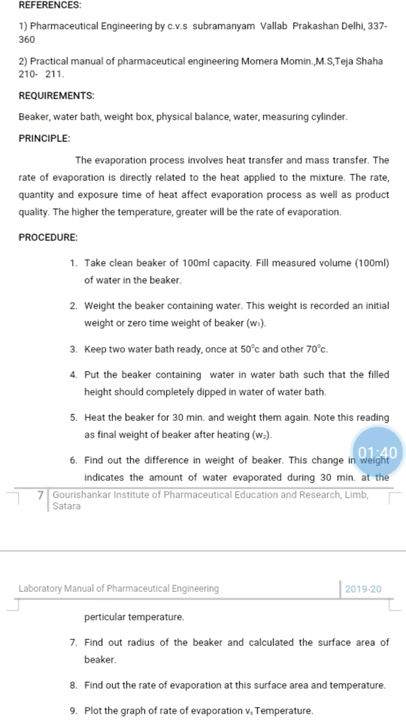 REFERENCES:
1) Pharmaceutical Engineering by c.v.s subramanyam Vallab Prakashan Delhi, 337-
360
2) Practical manual of pharmaceutical engineering Momera Momin.,M.S,Teja Shaha
210- 211.
REQUIREMENTS:
Beaker, water bath, weight box, physical balance, water, measuring cylinder.
PRINCIPLE:
The evaporation process involves heat transfer and mass transfer. The
rate of evaporation is directly related to the heat applied to the mixture. The rate,
quantity and exposure time of heat affect evaporation process as well as product
quality. The higher the temperature, greater will be the rate of evaporation.
PROCEDURE:
1. Take clean beaker of 100ml capacity. Fill measured volume (100ml)
of water in the beaker.
2. Weight the beaker containing water. This weight is recorded an initial
weight or zero time weight of beaker (w₁).
3. Keep two water bath ready, once at 50°c and other 70°c.
4. Put the beaker containing water in water bath such that the filled
height should completely dipped in water of water bath.
5. Heat the beaker for 30 min. and weight them again. Note this reading
as final weight of beaker after heating (w₂).
01:40
6. Find out the difference in weight of beaker. This change in weight
indicates the amount of water evaporated during 30 min. at the
7 Gourishankar Institute of Pharmaceutical Education and Research, Limb,
Satara
Laboratory Manual of Pharmaceutical Engineering 2019-20
perticular temperature.
7. Find out radius of the beaker and calculated the surface area of
beaker.
8. Find out the rate of evaporation at this surface area and temperature.
9. Plot the graph of rate of evaporation vₛ Temperature.